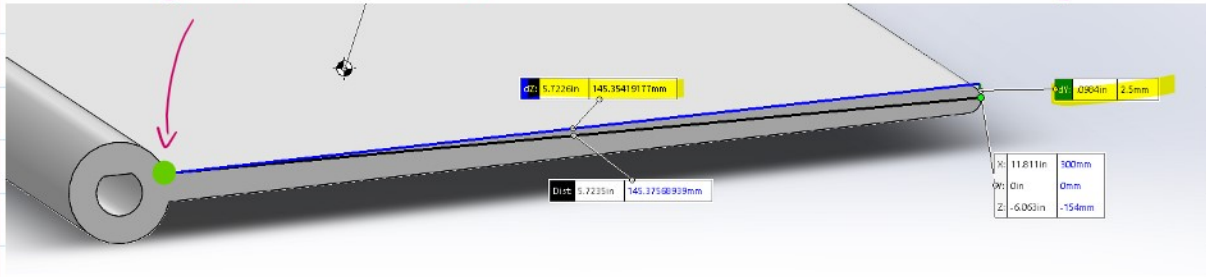 dZ: 5.7226in 145.35419177mm
dY: .0984in 2.5mm
Dist: 5.7235in 145.37568939mm
X: 11.811in 300mm
Y: 0in 0mm
Z: -6.063in -154mm